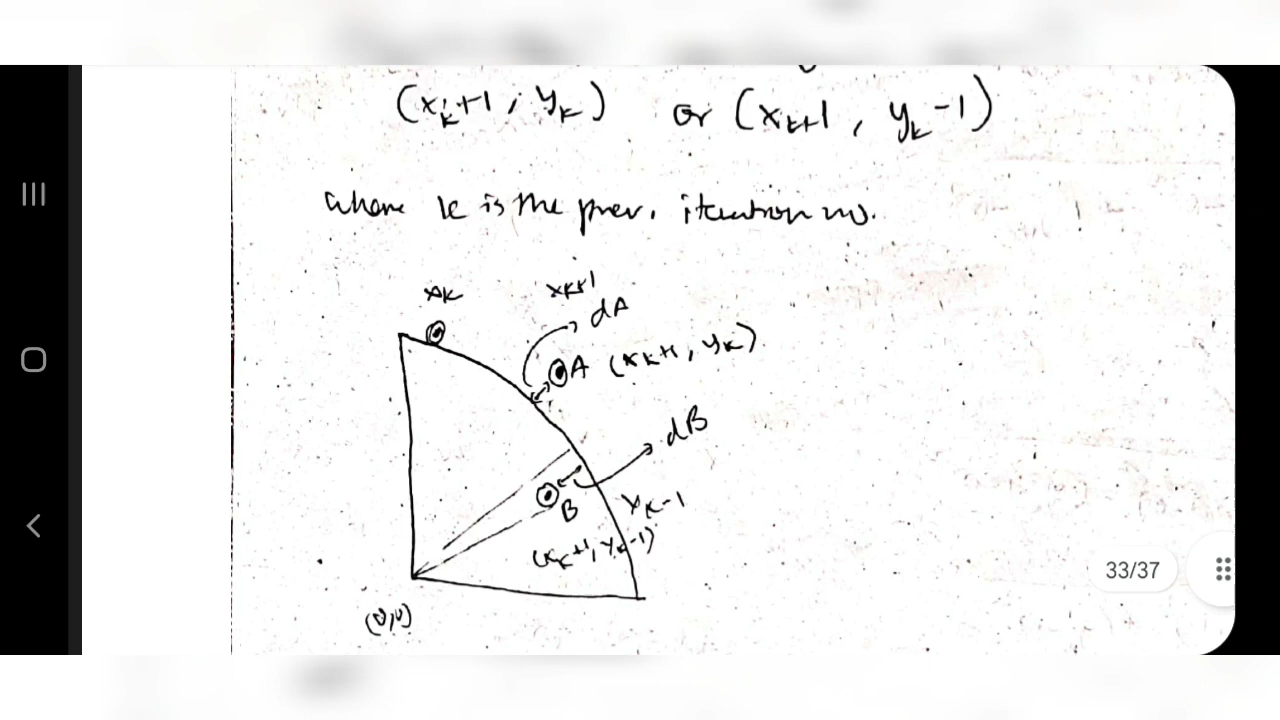 (xk+1, yk) or (xk+1, yk-1)
where k is the prev. iteration no.
xk
xk+1
dA
A (xk+1, yk)
dB
B
yk-1
(xk+1, yk-1)
(0,0)
33/37